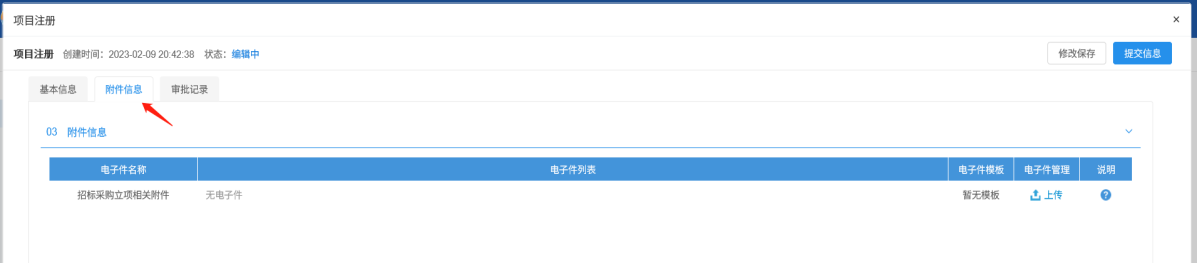 项目注册
×
项目注册 创建时间：2023-02-09 20:42:38 状态：编辑中 修改保存 提交信息
基本信息 附件信息 审批记录
03 附件信息
电子件名称 电子件列表 电子件模板 电子件管理 说明
招标采购立项相关附件 无电子件 暂无模板 上传 ?